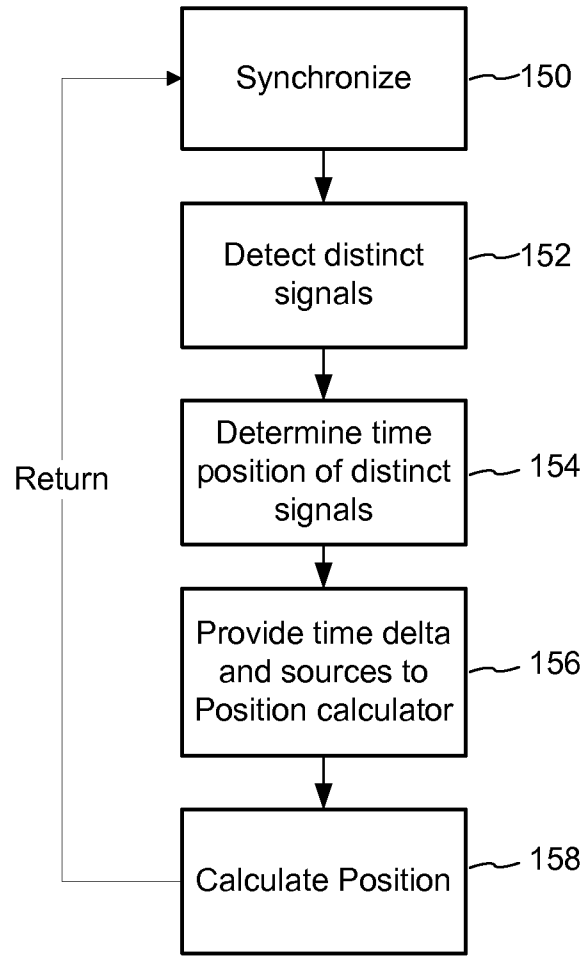 Synchronize
150
Detect distinct
signals
152
Determine time
position of distinct
signals
154
Return
Provide time delta
and sources to
Position calculator
156
Calculate Position
158